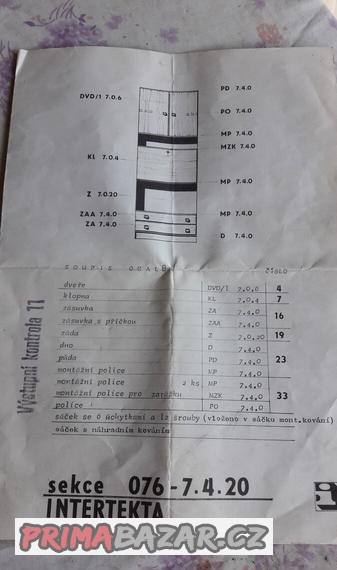 DVD/1 7.0.6
KL 7.0.4
Z 7.0.20
ZAA 7.4.0
ZA 7.4.0
PD 7.4.0
PO 7.4.0
MP 7.4.0
MZK 7.4.0
MP 7.4.0
MP 7.4.0
D 7.4.0
SOUPIS OBALŮ ČÍSLO
dveře DVD/1 7.0.6 4
klopna KL 7.0.4 7
zásuvka ZA 7.4.0 16
zásuvka s příčkou ZAA 7.4.0
záda Z 7.0.20 19
dno D 7.4.0
půda PD 7.4.0 23
montážní police MP 7.4.0
montážní police 2 ks MP 7.4.0
montážní police pro zarážku MZK 7.4.0 33
police PO 7.4.0
sáček se 6 úchytkami a 12 šrouby (vloženo v sáčku mont.kování)
sáček s náhradním kováním
Výstupní kontrola 11
sekce 076-7.4.20
INTERTEKTA
PRIMABAZAR.CZ